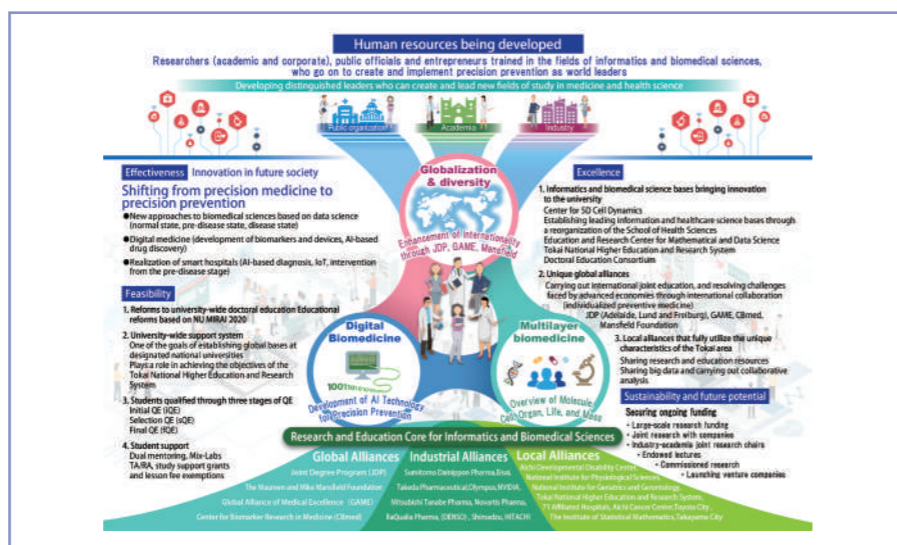 Human resources being developed
Researchers (academic and corporate), public officials and entrepreneurs trained in the fields of informatics and biomedical sciences,
who go on to create and implement precision prevention as world leaders
Developing distinguished leaders who can create and lead new fields of study in medicine and health science
Public organization
Academia
Industry
Effectiveness Innovation in future society
Shifting from precision medicine to
precision prevention
●New approaches to biomedical sciences based on data science
(normal state, pre-disease state, disease state)
●Digital medicine (development of biomarkers and devices, AI-based
drug discovery)
●Realization of smart hospitals (AI-based diagnosis, IoT, intervention
from the pre-disease stage)
Feasibility
1. Reforms to university-wide doctoral education Educational
reforms based on NU MIRAI 2020
2. University-wide support system
One of the goals of establishing global bases at
designated national universities
Plays a role in achieving the objectives of the
Tokai National Higher Education and Research
System
3. Students qualified through three stages of QE
Initial QE (iQE)
Selection QE (sQE)
Final QE (fQE)
4. Student support
Dual mentoring, Mix-Labs
TA/RA, study support grants
and lesson fee exemptions
Globalization
& diversity
Enhancement of internationality
through JDP, GAME, Mansfield
Digital
Biomedicine
Development of AI Technology
for Precision Prevention
Multilayer
biomedicine
Overview of Molecule,
Cell, Organ, Life, and Mass
Excellence
1. Informatics and biomedical science bases bringing innovation
to the university
Center for 5D Cell Dynamics
Establishing leading information and healthcare science bases through
a reorganization of the School of Health Sciences
Education and Research Center for Mathematical and Data Science
Tokai National Higher Education and Research System
Doctoral Education Consortium
2. Unique global alliances
Carrying out international joint education, and resolving challenges
faced by advanced economies through international collaboration
(individualized preventive medicine)
JDP (Adelaide, Lund and Freiburg), GAME, CBmed,
Mansfield Foundation
3. Local alliances that fully utilize the unique
characteristics of the Tokai area
Sharing research and education resources
Sharing big data and carrying out collaborative
analysis
Sustainability and future potential
Securing ongoing funding
・Large-scale research funding
・Joint research with companies
・Industry-academia joint research chairs
・Endowed lectures
・Commissioned research
・Launching venture companies
Research and Education Core for Informatics and Biomedical Sciences
Global Alliances
Joint Degree Program (JDP)
The Maureen and Mike Mansfield Foundation
Global Alliance of Medical Excellence (GAME)
Center for Biomarker Research in Medicine (CBmed)
Industrial Alliances
Sumitomo Dainippon Pharma,
Takeda Pharmaceutical,Olympus,NVIDIA,
Mitsubishi Tanabe Pharma, Novartis Pharma,
RaQualia Pharma, (DENSO) , Shimadzu, HITACHI
Local Alliances
Aichi Developmental Disability Center,
National Institute for Physiological Sciences,
National Institute for Geriatrics and Gerontology,
Tokai National Higher Education and Research System,
71 Affiliated Hospitals, Aichi Cancer Center,Toyota City ,
The Institute of Statistical Mathematics, Takayama City